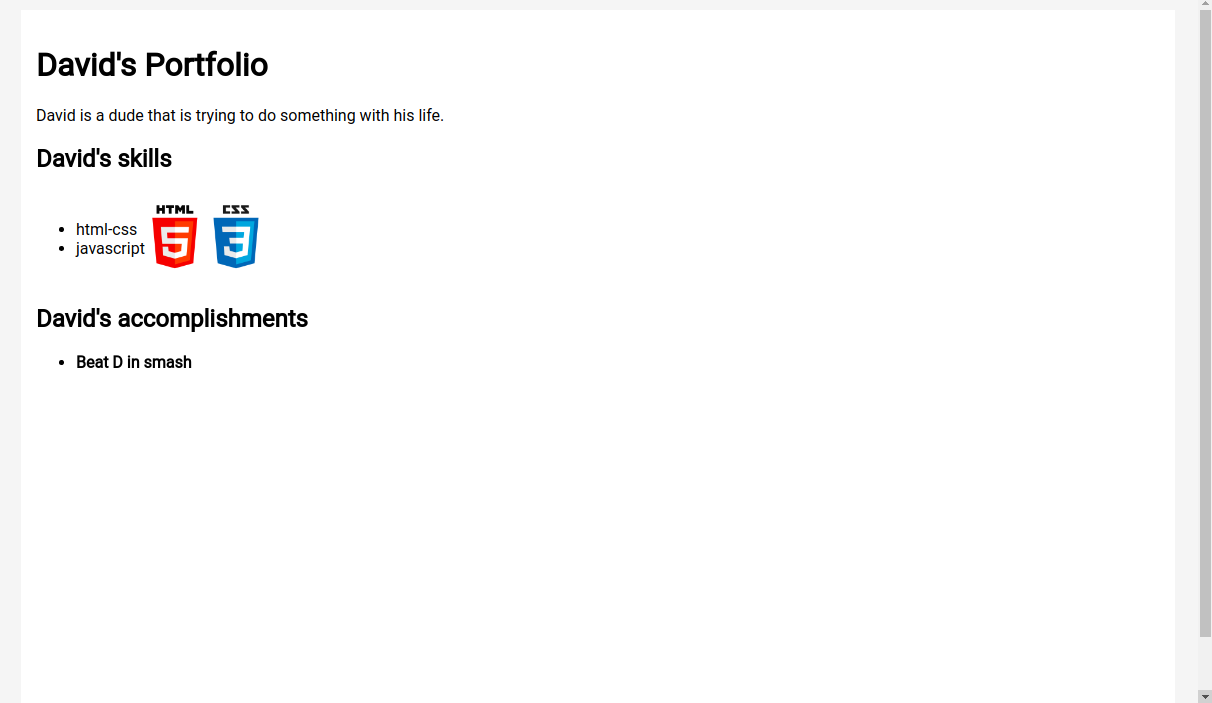 David's Portfolio
David is a dude that is trying to do something with his life.
David's skills
HTML CSS
5 3
html-css
javascript
David's accomplishments
Beat D in smash